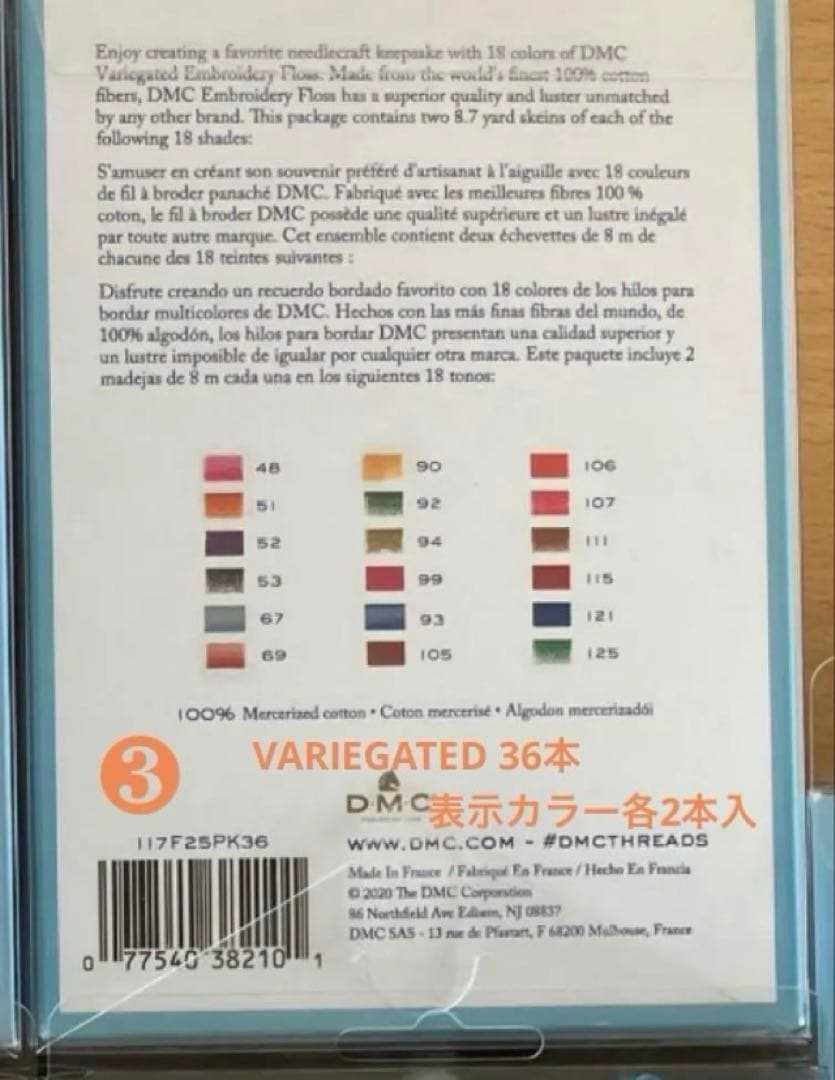 Enjoy creating a favorite needlecraft keepsake with 18 colors of DMC
Variegated Embroidery Floss. Made from the world's finest 100% cotton
fibers, DMC Embroidery Floss has a superior quality and luster unmatched
by any other brand. This package contains two 8.7 yard skeins of each of the
following 18 shades:
S'amuser en créant son souvenir préféré d'artisanat à l'aiguille avec 18 couleurs
de fil à broder panaché DMC. Fabriqué avec les meilleures fibres 100 %
coton, le fil à broder DMC possède une qualité supérieure et un lustre inégalé
par toute autre marque. Cet ensemble contient deux échevettes de 8 m de
chacune des 18 teintes suivantes :
Disfrute creando un recuerdo bordado favorito con 18 colores de los hilos para
bordar multicolores de DMC. Hechos con las más finas fibras del mundo, de
100% algodón, los hilos para bordar DMC presentan una calidad superior y
un lustre imposible de igualar por cualquier otra marca. Este paquete incluye 2
madejas de 8 m cada una en los siguientes 18 tonos:
48 90 106
51 92 107
52 94 111
53 99 115
67 93 121
69 105 125
100% Mercerized cotton • Coton mercerisé • Algodon mercerizadói
3 VARIEGATED 36本
D·M·C
表示カラー各2本入
117F25PK36
WWW.DMC.COM - #DMCTHREADS
Made In France / Fabriqué En France / Hecho En Francia
© 2020 The DMC Corporation
86 Northfield Ave Edison, NJ 08837
DMC SAS - 13 rue de Pfastatt, F 68200 Mulhouse, France
0 77540 38210 1